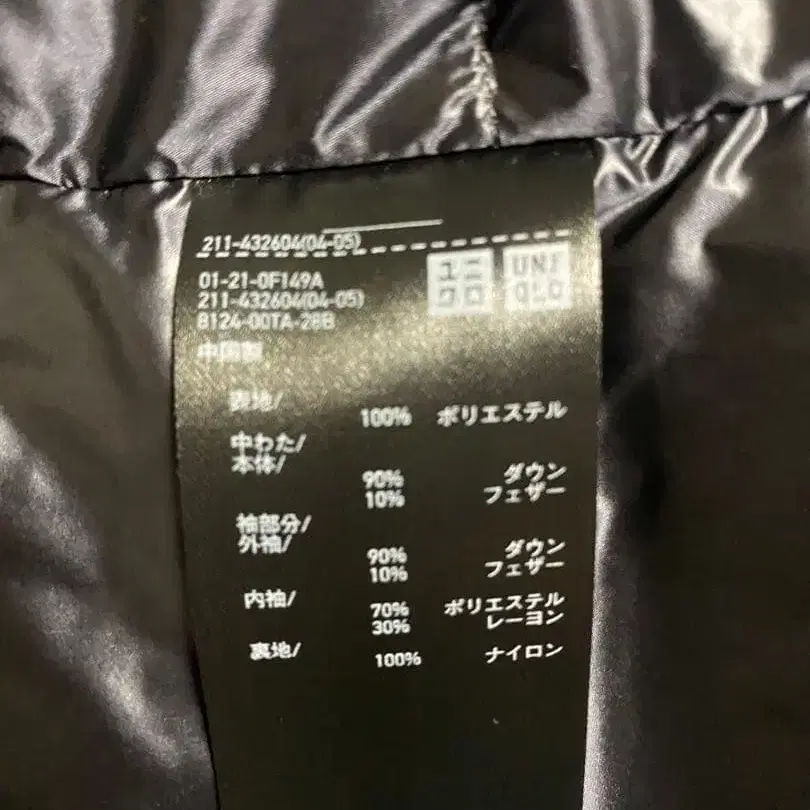 211-432604(04-05)
ユニ クロ UNI QLO
01-21-0F149A
211-432604(04-05)
8124-00TA-28B
中国製
表地/
100% ポリエステル
中わた/
本体/
90% ダウン
10% フェザー
袖部分/
外袖/
90% ダウン
10% フェザー
内袖/
70% ポリエステル
30% レーヨン
裏地/
100% ナイロン